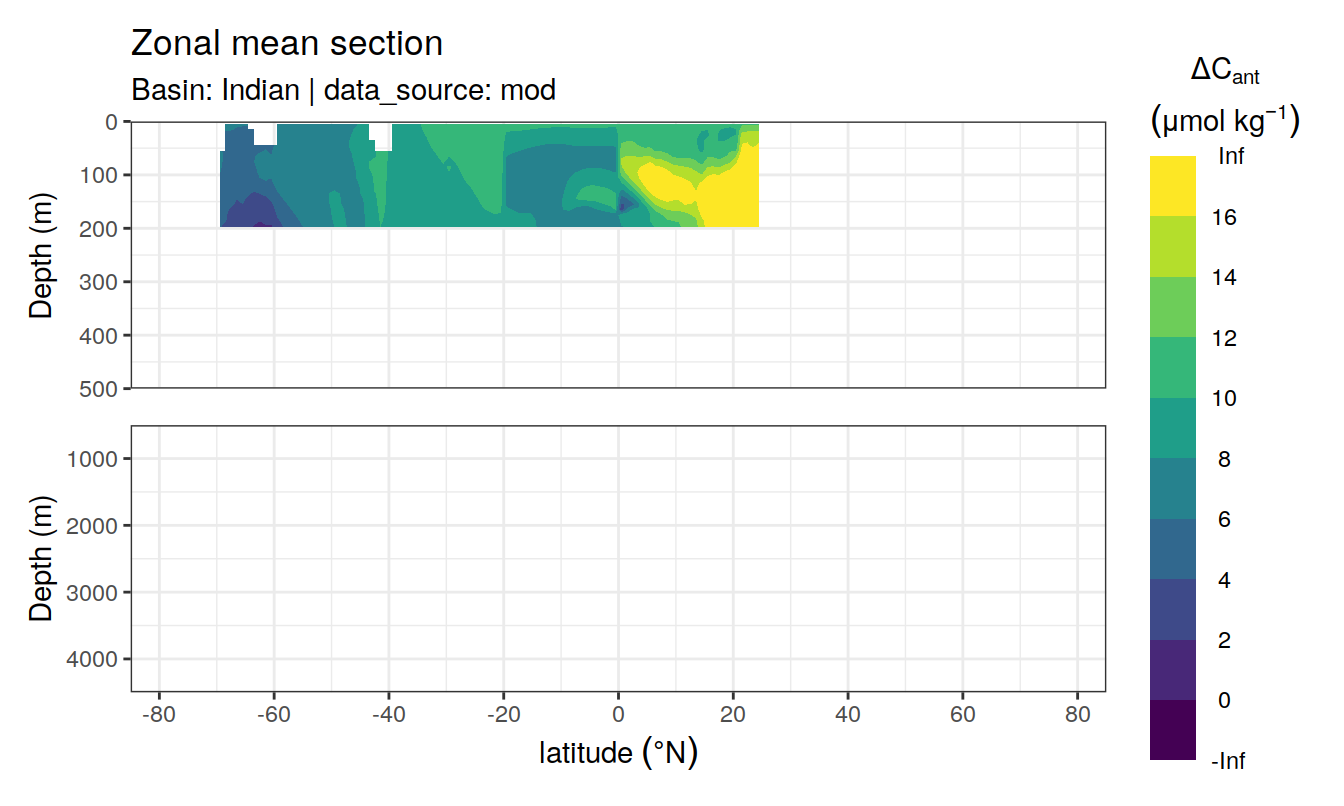 Zonal mean section
Basin: Indian | data_source: mod
ΔC_ant
(μmol kg⁻¹)
Inf
16
14
12
10
8
6
4
2
0
-Inf
Depth (m)
0
100
200
300
400
500
Depth (m)
1000
2000
3000
4000
-80 -60 -40 -20 0 20 40 60 80
latitude (°N)